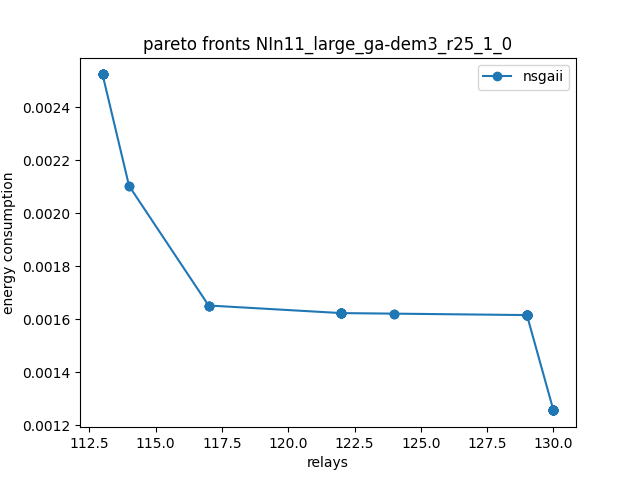 pareto fronts NIn11_large_ga-dem3_r25_1_0
nsgaii
energy consumption
0.0024
0.0022
0.0020
0.0018
0.0016
0.0014
0.0012
112.5 115.0 117.5 120.0 122.5 125.0 127.5 130.0
relays